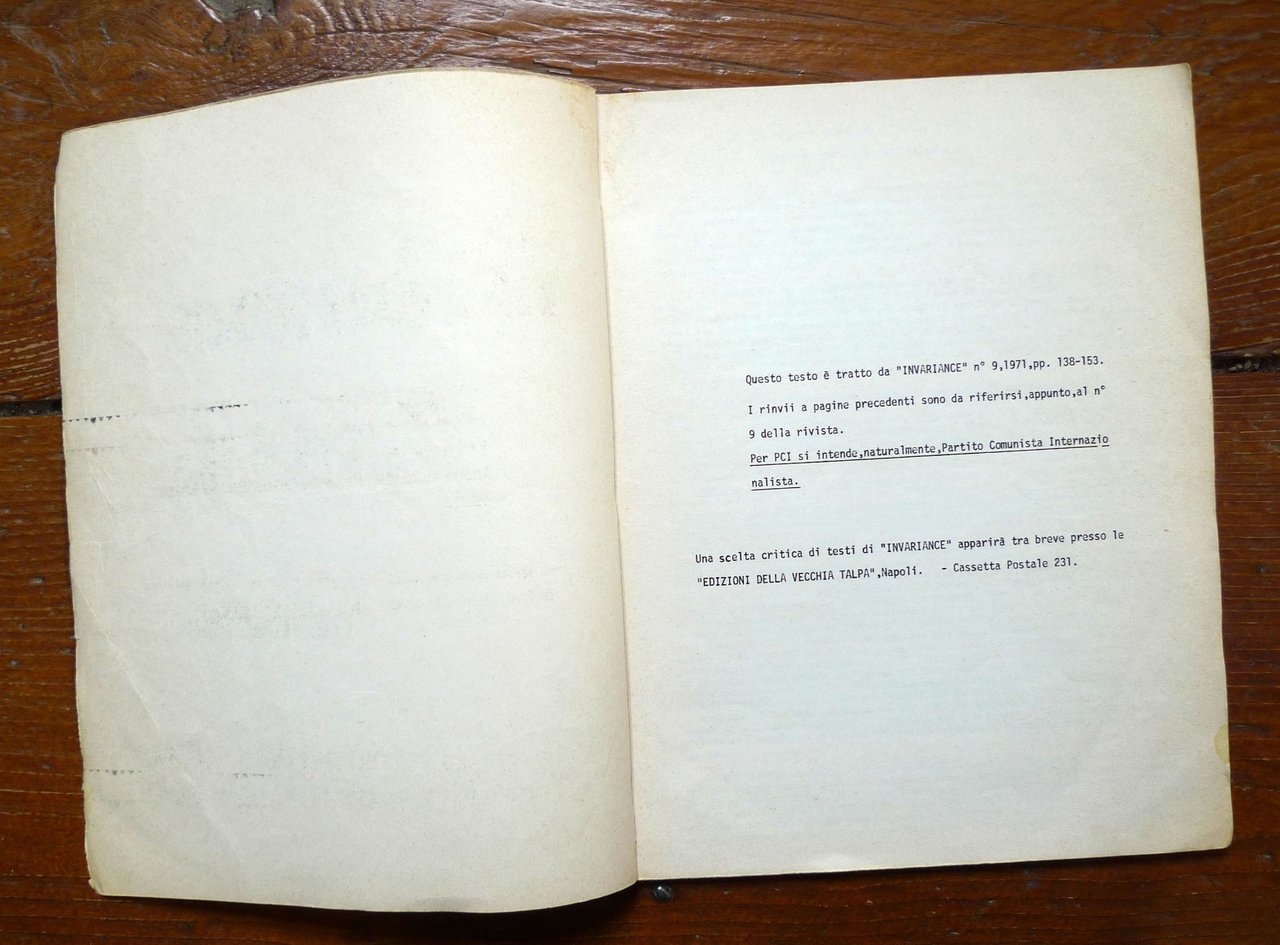 Questo testo è tratto da "INVARIANCE" n° 9,1971,pp. 138-153.
I rinvii a pagine precedenti sono da riferirsi,appunto,al n°
9 della rivista.
Per PCI si intende,naturalmente,Partito Comunista Internazio
nalista.
Una scelta critica di testi di "INVARIANCE" apparirà tra breve presso le
"EDIZIONI DELLA VECCHIA TALPA",Napoli. - Cassetta Postale 231.